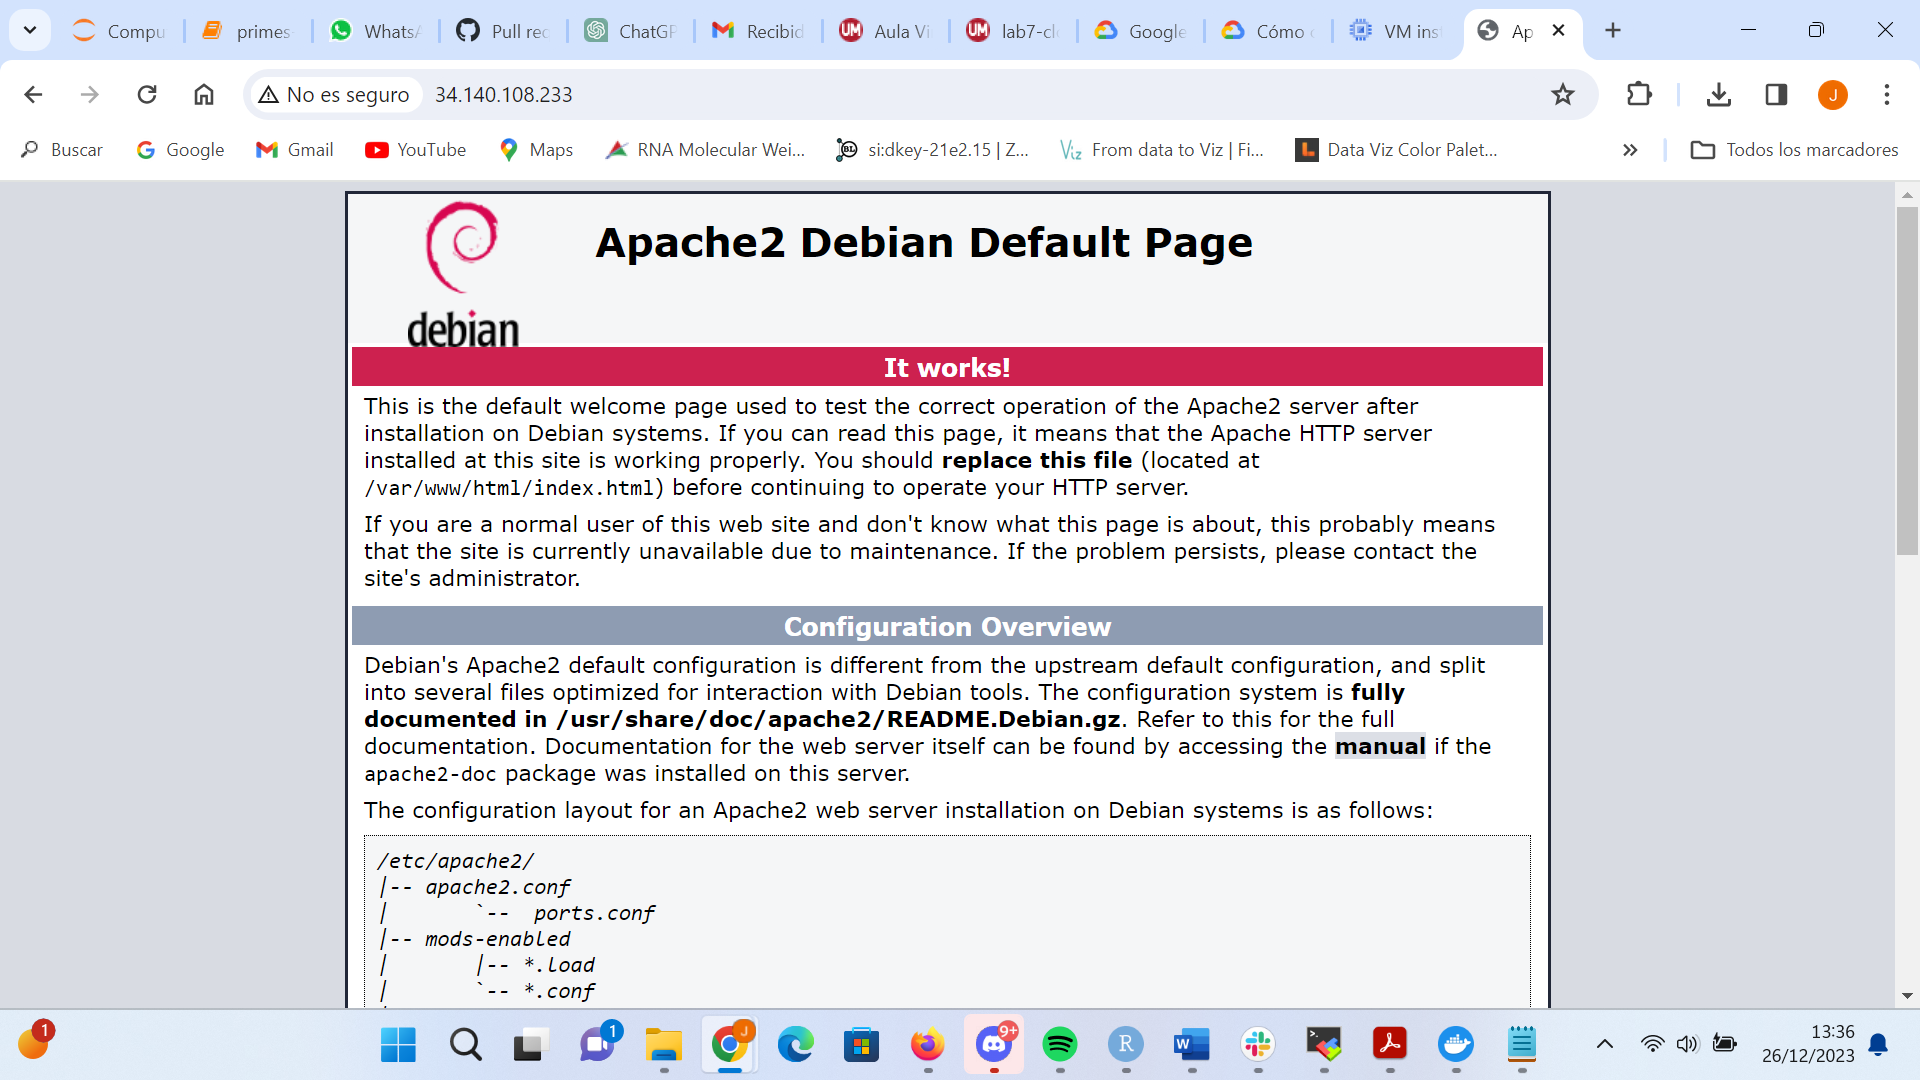 Compu
primes-
WhatsA
Pull rec
ChatGP
Recibid
Aula Vi
lab7-clo
Google
Cómo
VM inst
Ap
No es seguro
34.140.108.233
J
Buscar
Google
Gmail
YouTube
Maps
RNA Molecular Wei...
si:dkey-21e2.15 | Z...
From data to Viz | Fi...
Data Viz Color Palet...
Todos los marcadores
debian
Apache2 Debian Default Page
It works!
This is the default welcome page used to test the correct operation of the Apache2 server after
installation on Debian systems. If you can read this page, it means that the Apache HTTP server
installed at this site is working properly. You should replace this file (located at
/var/www/html/index.html) before continuing to operate your HTTP server.
If you are a normal user of this web site and don't know what this page is about, this probably means
that the site is currently unavailable due to maintenance. If the problem persists, please contact the
site's administrator.
Configuration Overview
Debian's Apache2 default configuration is different from the upstream default configuration, and split
into several files optimized for interaction with Debian tools. The configuration system is fully
documented in /usr/share/doc/apache2/README.Debian.gz. Refer to this for the full
documentation. Documentation for the web server itself can be found by accessing the manual if the
apache2-doc package was installed on this server.
The configuration layout for an Apache2 web server installation on Debian systems is as follows:
/etc/apache2/
|-- apache2.conf
|       `--  ports.conf
|-- mods-enabled
|       |-- *.load
|       `-- *.conf
1
1
J
9+
R
W
13:36
26/12/2023